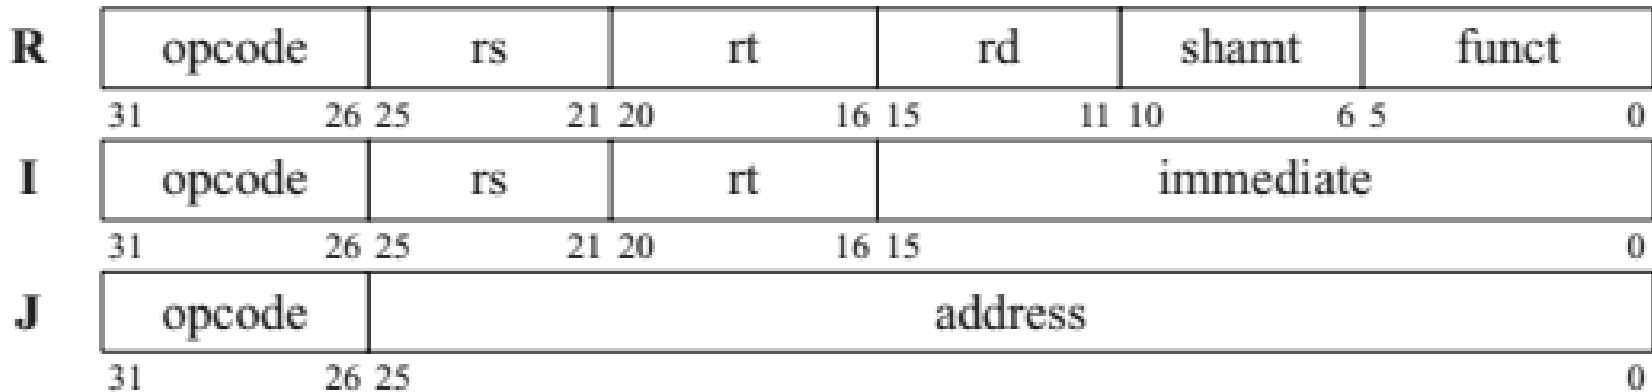 R opcode rs rt rd shamt funct
31 26 25 21 20 16 15 11 10 6 5 0
I opcode rs rt immediate
31 26 25 21 20 16 15 0
J opcode address
31 26 25 0